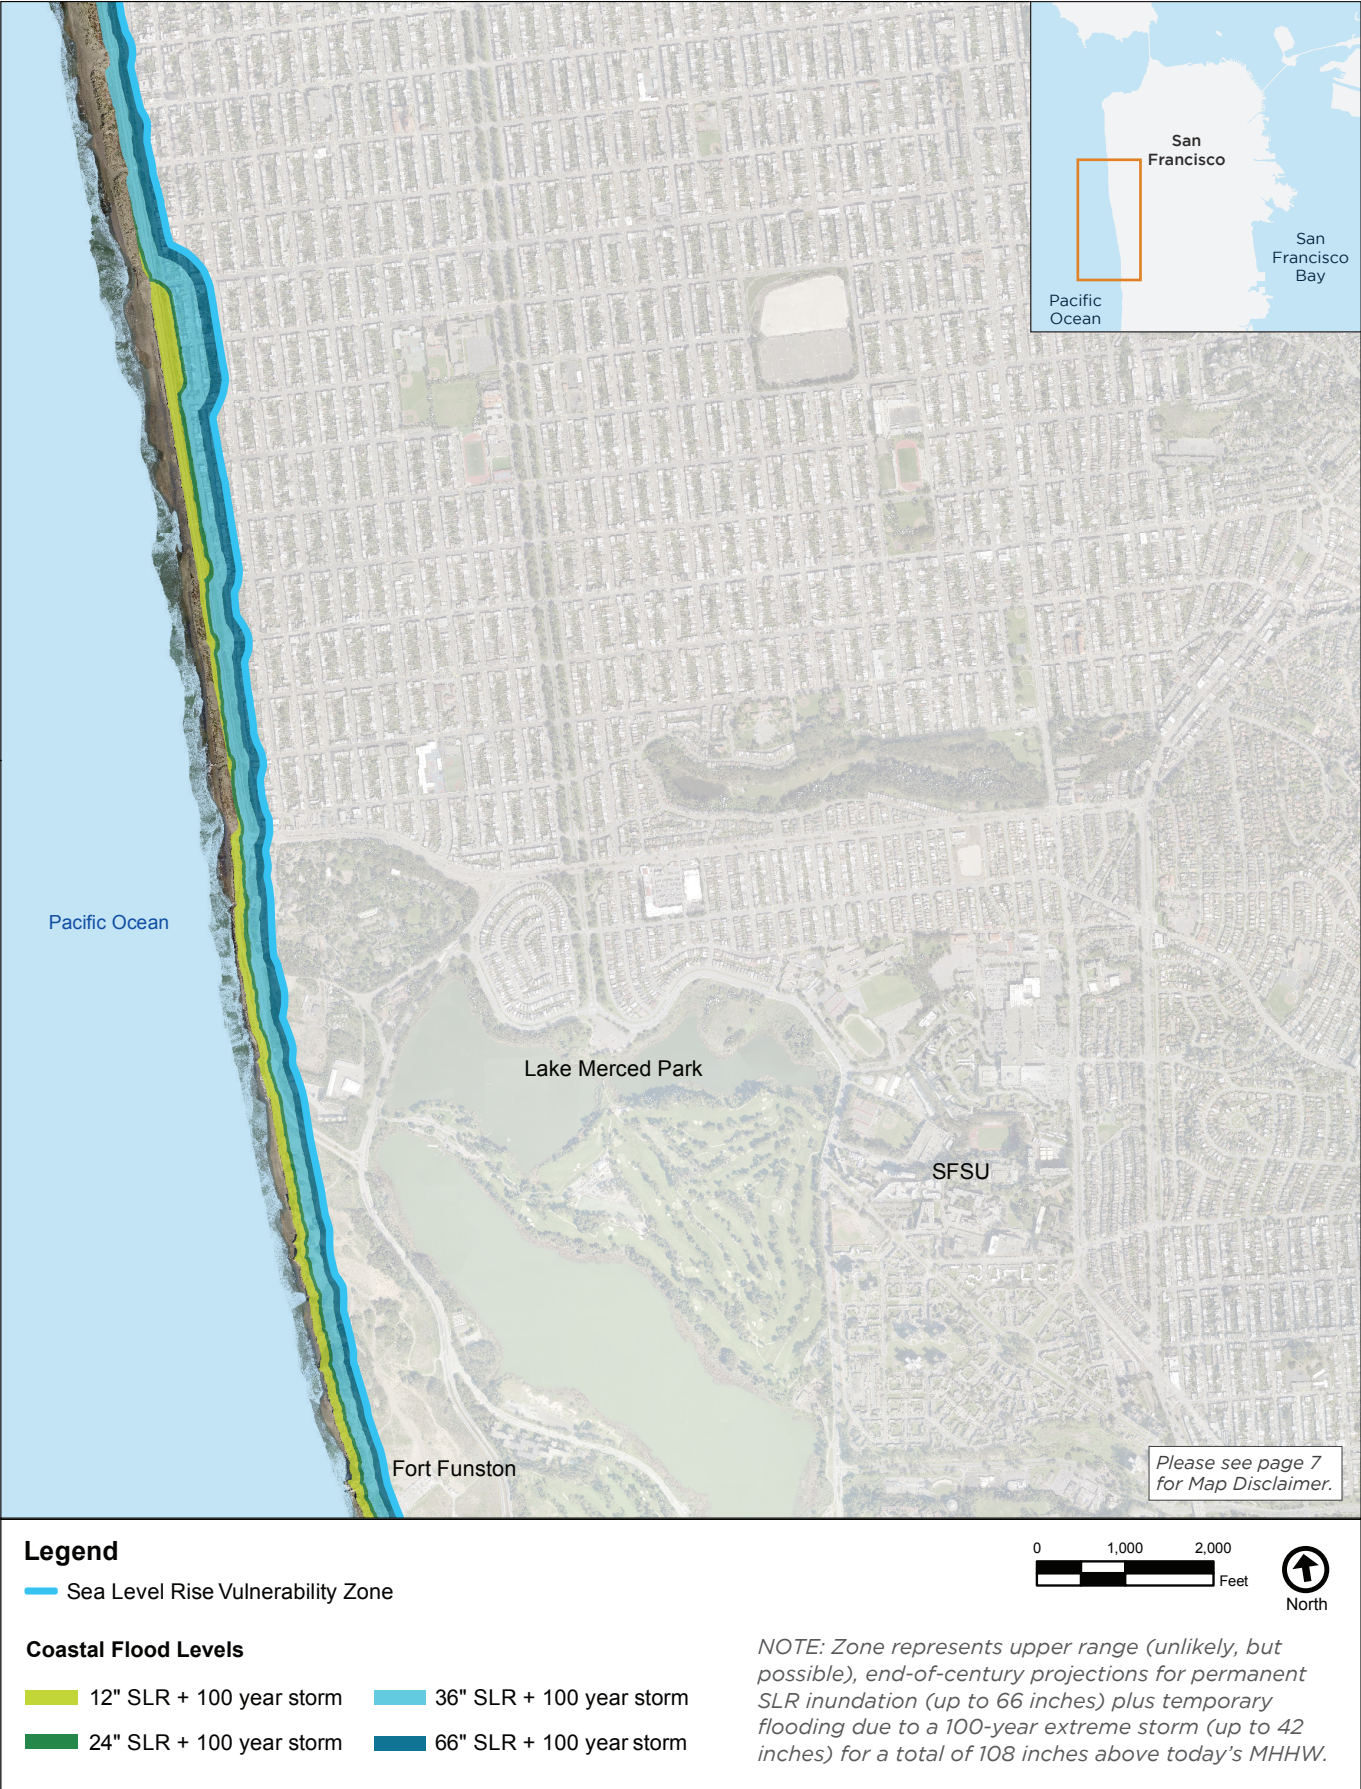 San
Francisco
San
Francisco
Bay
Pacific
Ocean
Pacific Ocean
Lake Merced Park
SFSU
Fort Funston
Please see page 7
for Map Disclaimer.
Legend
Sea Level Rise Vulnerability Zone
Coastal Flood Levels
12" SLR + 100 year storm
36" SLR + 100 year storm
24" SLR + 100 year storm
66" SLR + 100 year storm
0 1,000 2,000
Feet
North
NOTE: Zone represents upper range (unlikely, but
possible), end-of-century projections for permanent
SLR inundation (up to 66 inches) plus temporary
flooding due to a 100-year extreme storm (up to 42
inches) for a total of 108 inches above today's MHHW.